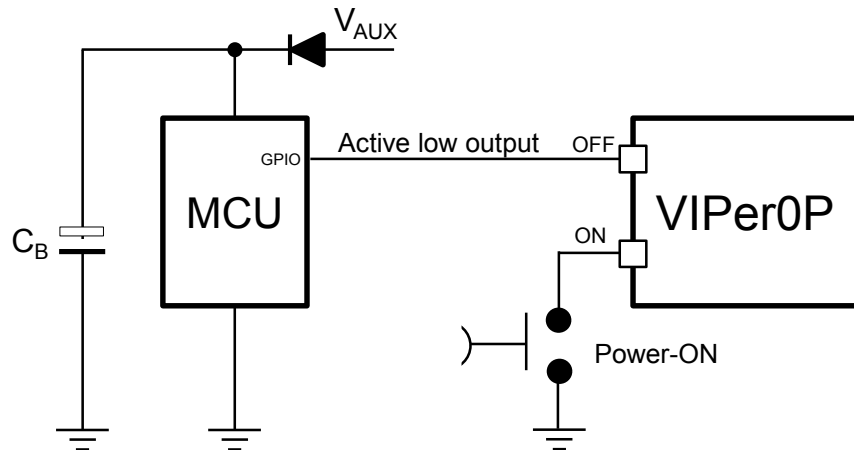 VAUX
Active low output
OFF
GPIO
MCU
VIPer0P
CB
ON
Power-ON